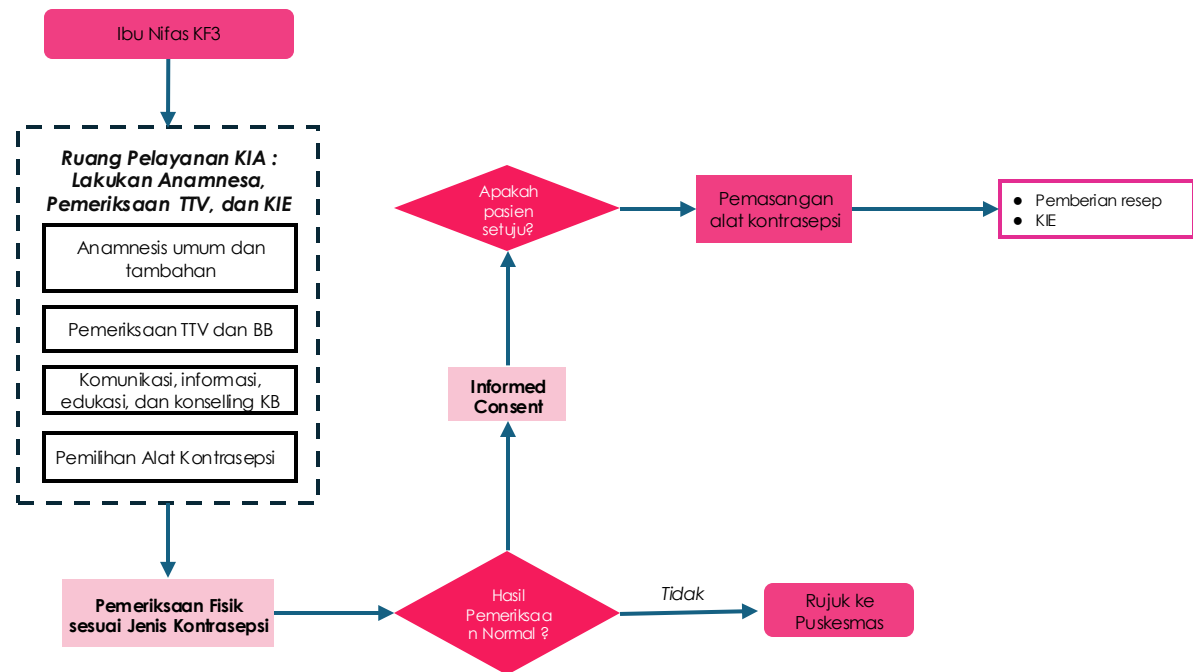 Ibu Nifas KF3
Ruang Pelayanan KIA :
Lakukan Anamnesa,
Pemeriksaan TTV, dan KIE
Anamnesis umum dan
tambahan
Pemeriksaan TTV dan BB
Komunikasi, informasi,
edukasi, dan konselling KB
Pemilihan Alat Kontrasepsi
Pemeriksaan Fisik
sesuai Jenis Kontrasepsi
Hasil
Pemeriksaa
n Normal ?
Tidak
Rujuk ke
Puskesmas
Informed
Consent
Apakah
pasien
setuju?
Pemasangan
alat kontrasepsi
● Pemberian resep
● KIE